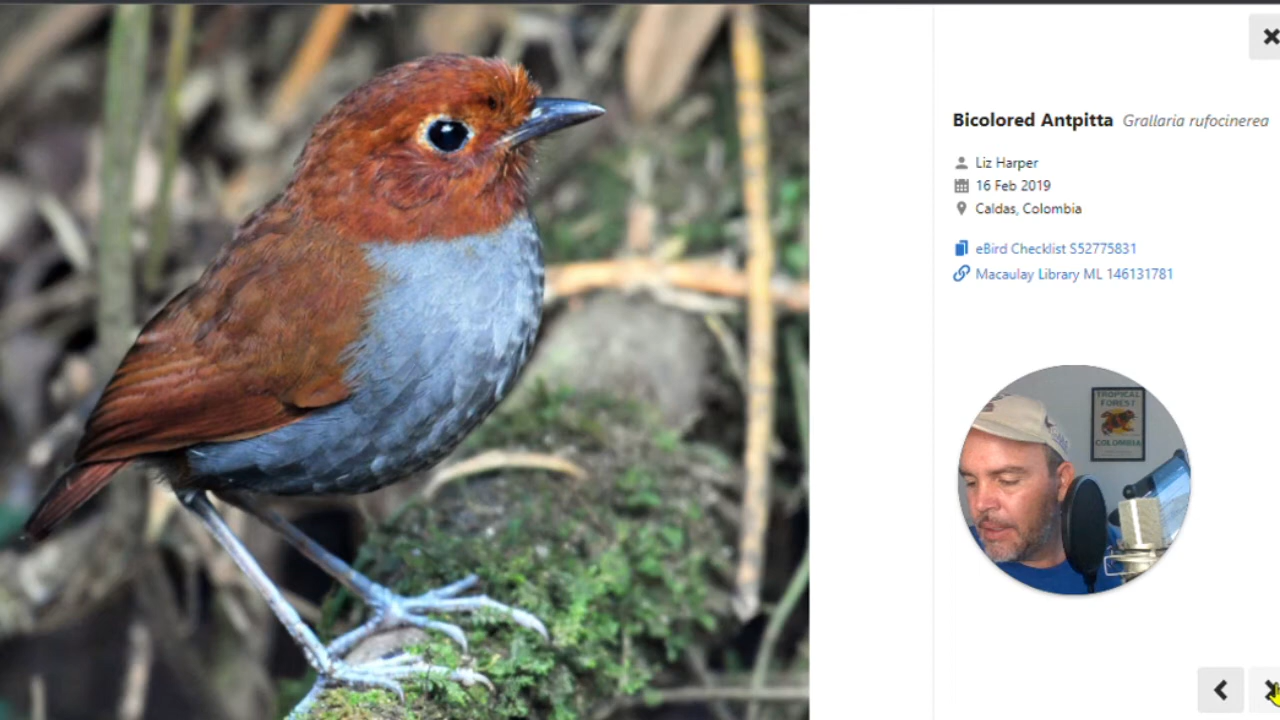 Bicolored Antpitta Grallaria rufocinerea
Liz Harper
16 Feb 2019
Caldas, Colombia
eBird Checklist S52775831
Macaulay Library ML 146131781
TROPICAL
FOREST
COLOMBIA